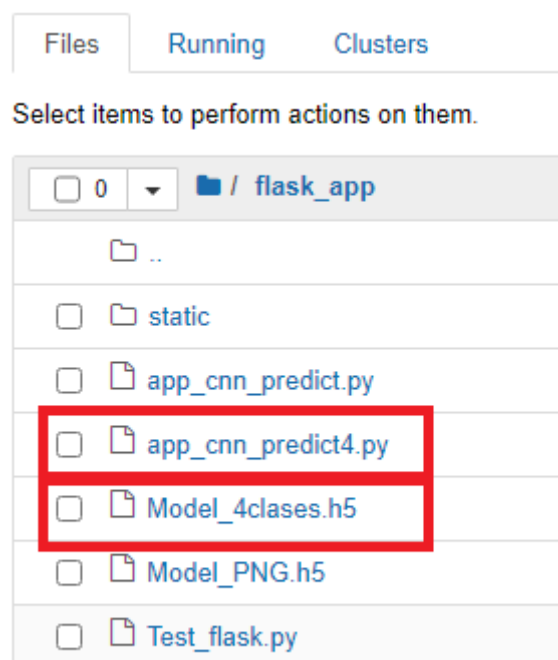 Files Running Clusters
Select items to perform actions on them.
0 / flask_app
..
static
app_cnn_predict.py
app_cnn_predict4.py
Model_4clases.h5
Model_PNG.h5
Test_flask.py